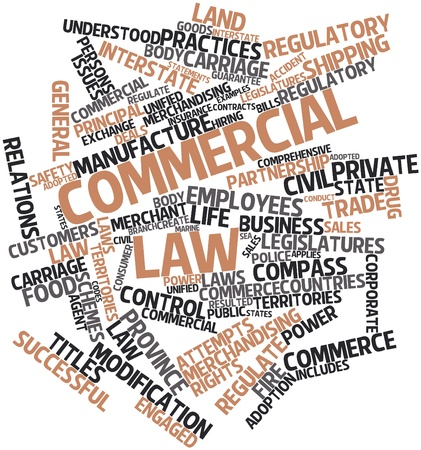 LAND
GOODS
INTERSTATE
UNDERSTOOD
PRACTICES
REGULATORY
PERSONS
ISSUES
INTERSTATE
BODY
CARRIAGE
STATEMENTS
GUARANTEE
ACCIDENT
SHIPPING
COMMERCIAL
REGULATE
UNIFIED
MERCHANDISING
EXAMPLES
LEGISLATURES
REGULATORY
GENERAL
PRINCIPAL
INSURANCE
CONTRACTS
BILLS
EXCHANGE
DEALS
HIRING
MANUFACTURE
COMMERCIAL
RELATIONS
SAFETY
ADOPTED
COMPREHENSIVE
PARTNERSHIP
ADOPTED
CIVIL
PRIVATE
STATE
DRUG
CONDUCT
TRADE
STATES
BODY
EMPLOYEES
MERCHANT
LIFE
BUSINESS
SALES
BRANCH
CREATE
MARINE
CUSTOMERS
LAWS
CIVIL
LAW
SEA
SALES
LEGISLATURES
LAW
TERRITORIES
CONSUMER
POLICE
APPLIES
CARRIAGE
POWER
LAWS
COMPASS
CORPORATE
FOOD
SCHEMES
CODES
UNIFIED
COMMERCE
COUNTRIES
AGENT
CONTROL
RESULTED
TERRITORIES
COMMERCIAL
PUBLIC
STATES
LAW
PROVINCE
ATTEMPTS
MERCHANDISING
POWER
RIGHTS
REGULATE
COMMERCE
SUCCESSFUL
TITLES
MODIFICATION
FIRE
INCLUDES
ADOPTION
ENGAGED